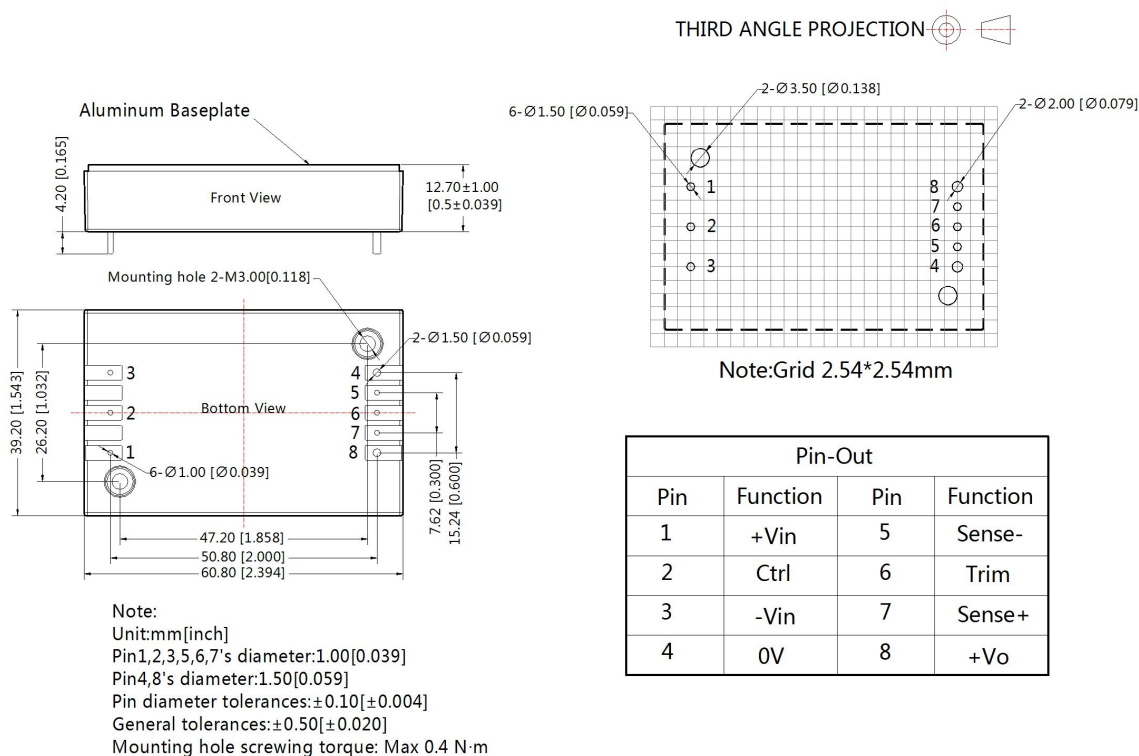 THIRD ANGLE PROJECTION
Aluminum Baseplate
4.20 [0.165]
Front View
12.70±1.00
[0.5±0.039]
2-Ø3.50 [Ø0.138]
6-Ø1.50 [Ø0.059]
2-Ø2.00 [Ø0.079]
1
2
3
8
7
6
5
4
Note:Grid 2.54*2.54mm
Mounting hole 2-M3.00[0.118]
2-Ø1.50 [Ø0.059]
39.20 [1.543]
26.20 [1.032]
3
2
1
Bottom View
4
5
6
7
8
6-Ø1.00 [Ø0.039]
7.62 [0.300]
15.24 [0.600]
47.20 [1.858]
50.80 [2.000]
60.80 [2.394]
Note:
Unit:mm[inch]
Pin1,2,3,5,6,7's diameter:1.00[0.039]
Pin4,8's diameter:1.50[0.059]
Pin diameter tolerances:±0.10[±0.004]
General tolerances:±0.50[±0.020]
Mounting hole screwing torque: Max 0.4 N·m
Pin-Out
Pin Function Pin Function
1 +Vin 5 Sense-
2 Ctrl 6 Trim
3 -Vin 7 Sense+
4 0V 8 +Vo